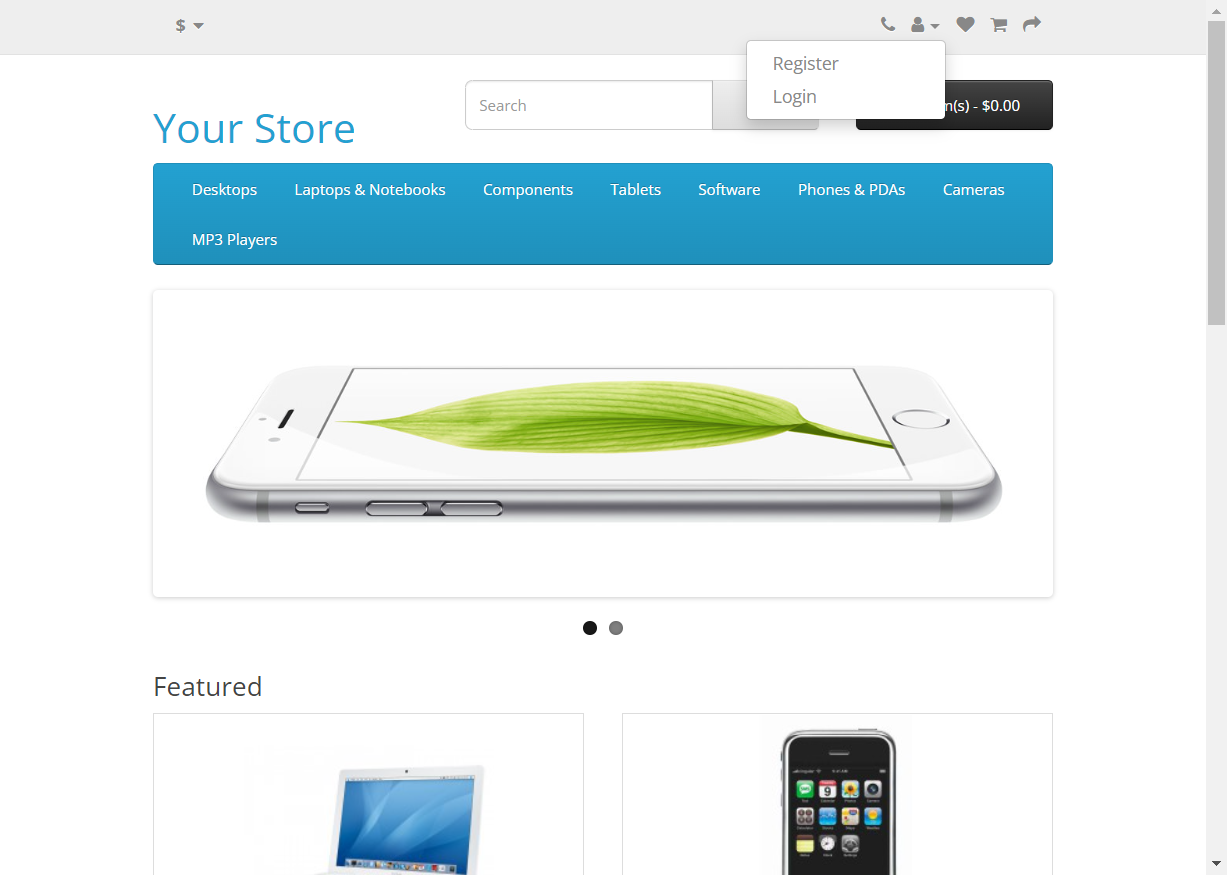 $
Register
Login
Search
m(s) - $0.00
Your Store
Desktops
Laptops & Notebooks
Components
Tablets
Software
Phones & PDAs
Cameras
MP3 Players
Featured